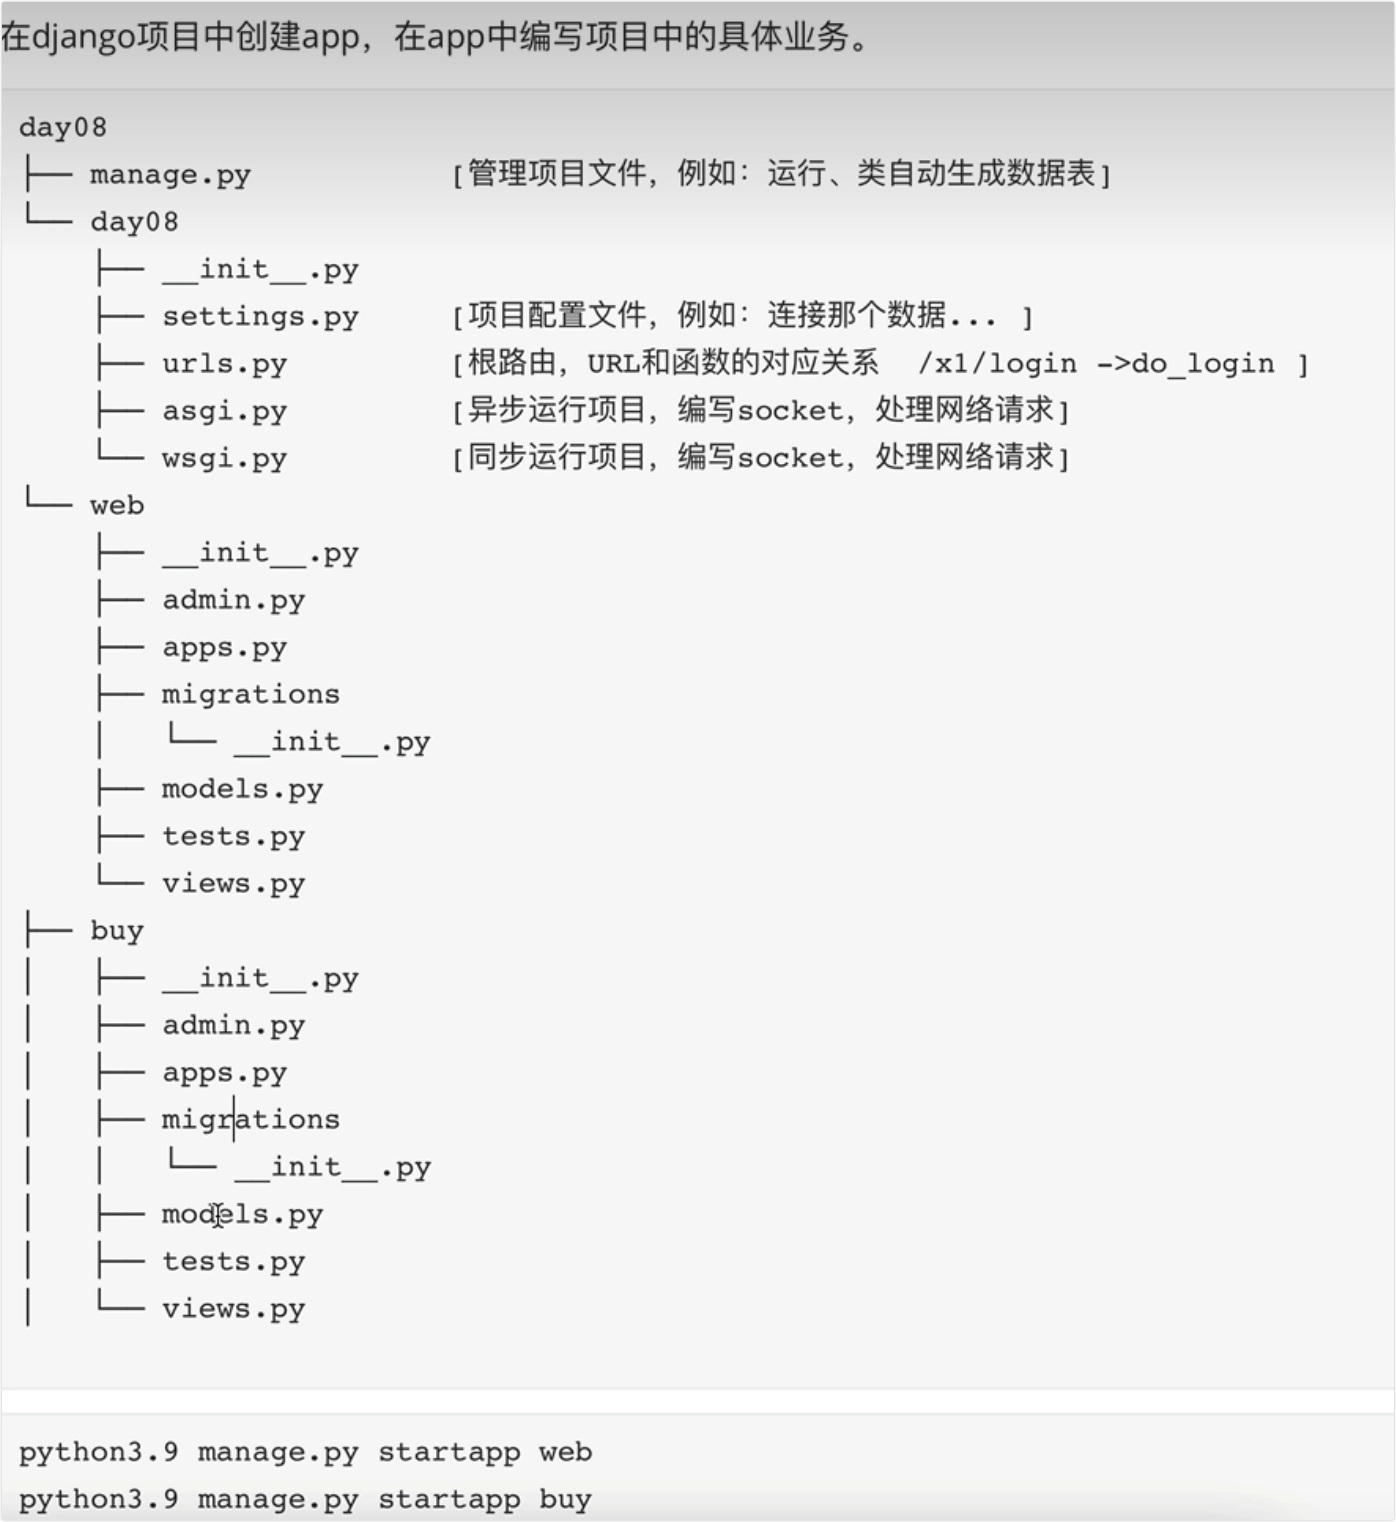 在django项目中创建app，在app中编写项目中的具体业务。
day08
├── manage.py [管理项目文件，例如：运行、类自动生成数据表]
└── day08
    ├── __init__.py
    ├── settings.py [项目配置文件，例如：连接那个数据... ]
    ├── urls.py [根路由，URL和函数的对应关系  /x1/login ->do_login ]
    ├── asgi.py [异步运行项目，编写socket，处理网络请求]
    └── wsgi.py [同步运行项目，编写socket，处理网络请求]
└── web
    ├── __init__.py
    ├── admin.py
    ├── apps.py
    ├── migrations
    │   └── __init__.py
    ├── models.py
    ├── tests.py
    └── views.py
├── buy
│   ├── __init__.py
│   ├── admin.py
│   ├── apps.py
│   ├── migrations
│   │   └── __init__.py
│   ├── models.py
│   ├── tests.py
│   └── views.py
python3.9 manage.py startapp web
python3.9 manage.py startapp buy